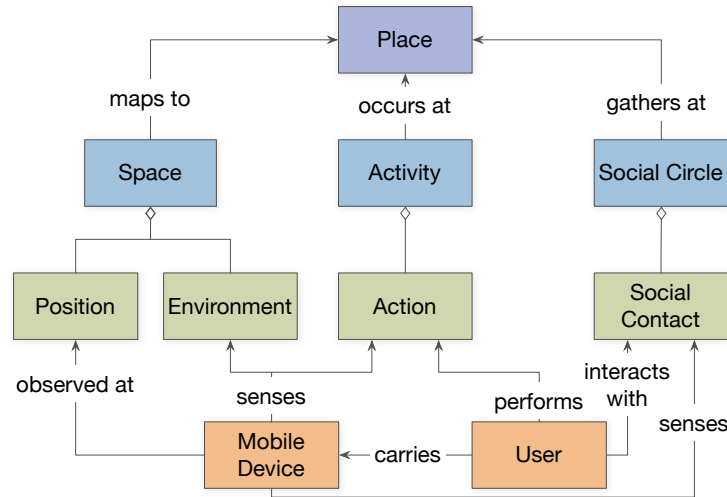 Place
maps to
occurs at
gathers at
Space
Activity
Social Circle
Position
Environment
Action
Social
Contact
observed at
senses
performs
interacts
with
senses
Mobile
Device
carries
User